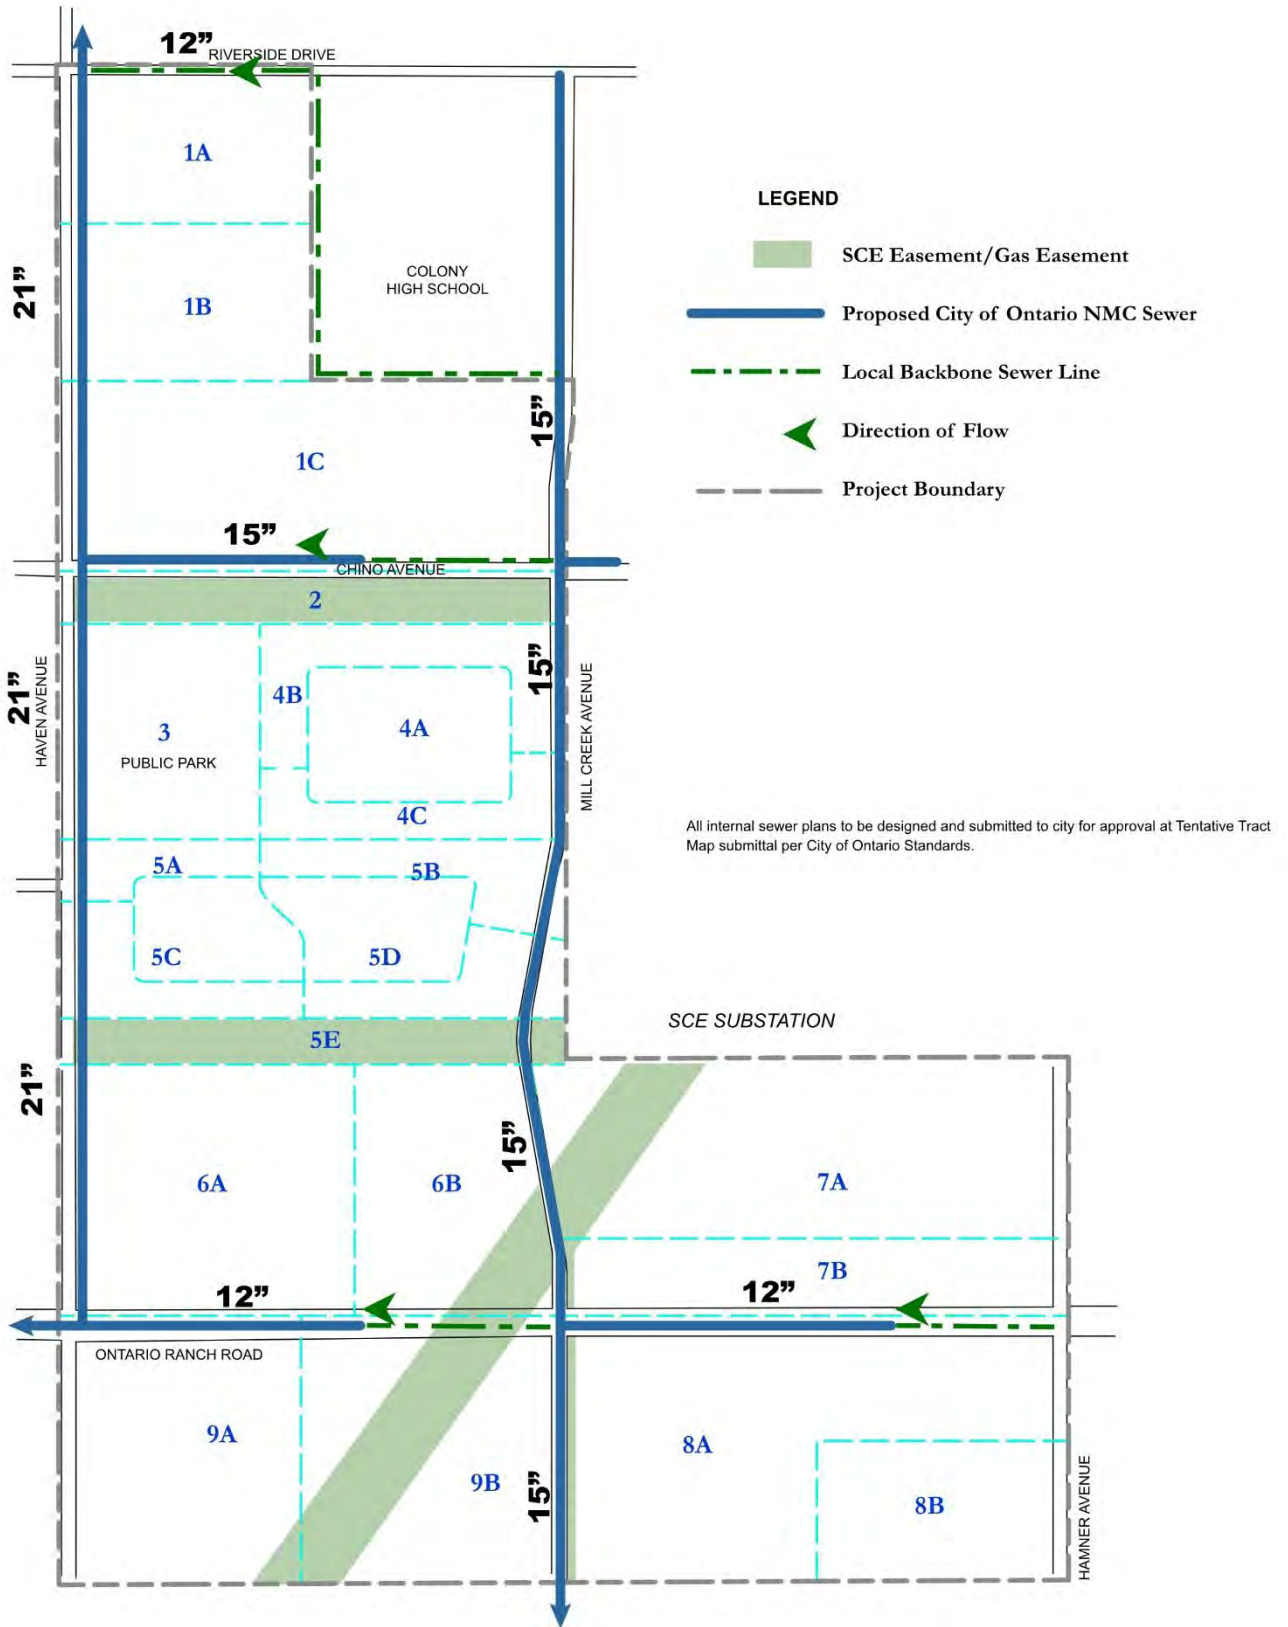 12”
RIVERSIDE DRIVE
1A
LEGEND
SCE Easement/Gas Easement
COLONY
HIGH SCHOOL
21”
1B
Proposed City of Ontario NMC Sewer
Local Backbone Sewer Line
15”
Direction of Flow
1C
Project Boundary
15”
CHINO AVENUE
2
21”
HAVEN AVENUE
15”
MILL CREEK AVENUE
4B
4A
3
PUBLIC PARK
4C
All internal sewer plans to be designed and submitted to city for approval at Tentative Tract
Map submittal per City of Ontario Standards.
5A
5B
5C
5D
SCE SUBSTATION
5E
21”
15”
6A
6B
7A
7B
12”
12”
ONTARIO RANCH ROAD
9A
8A
9B
15”
8B
HAMNER AVENUE